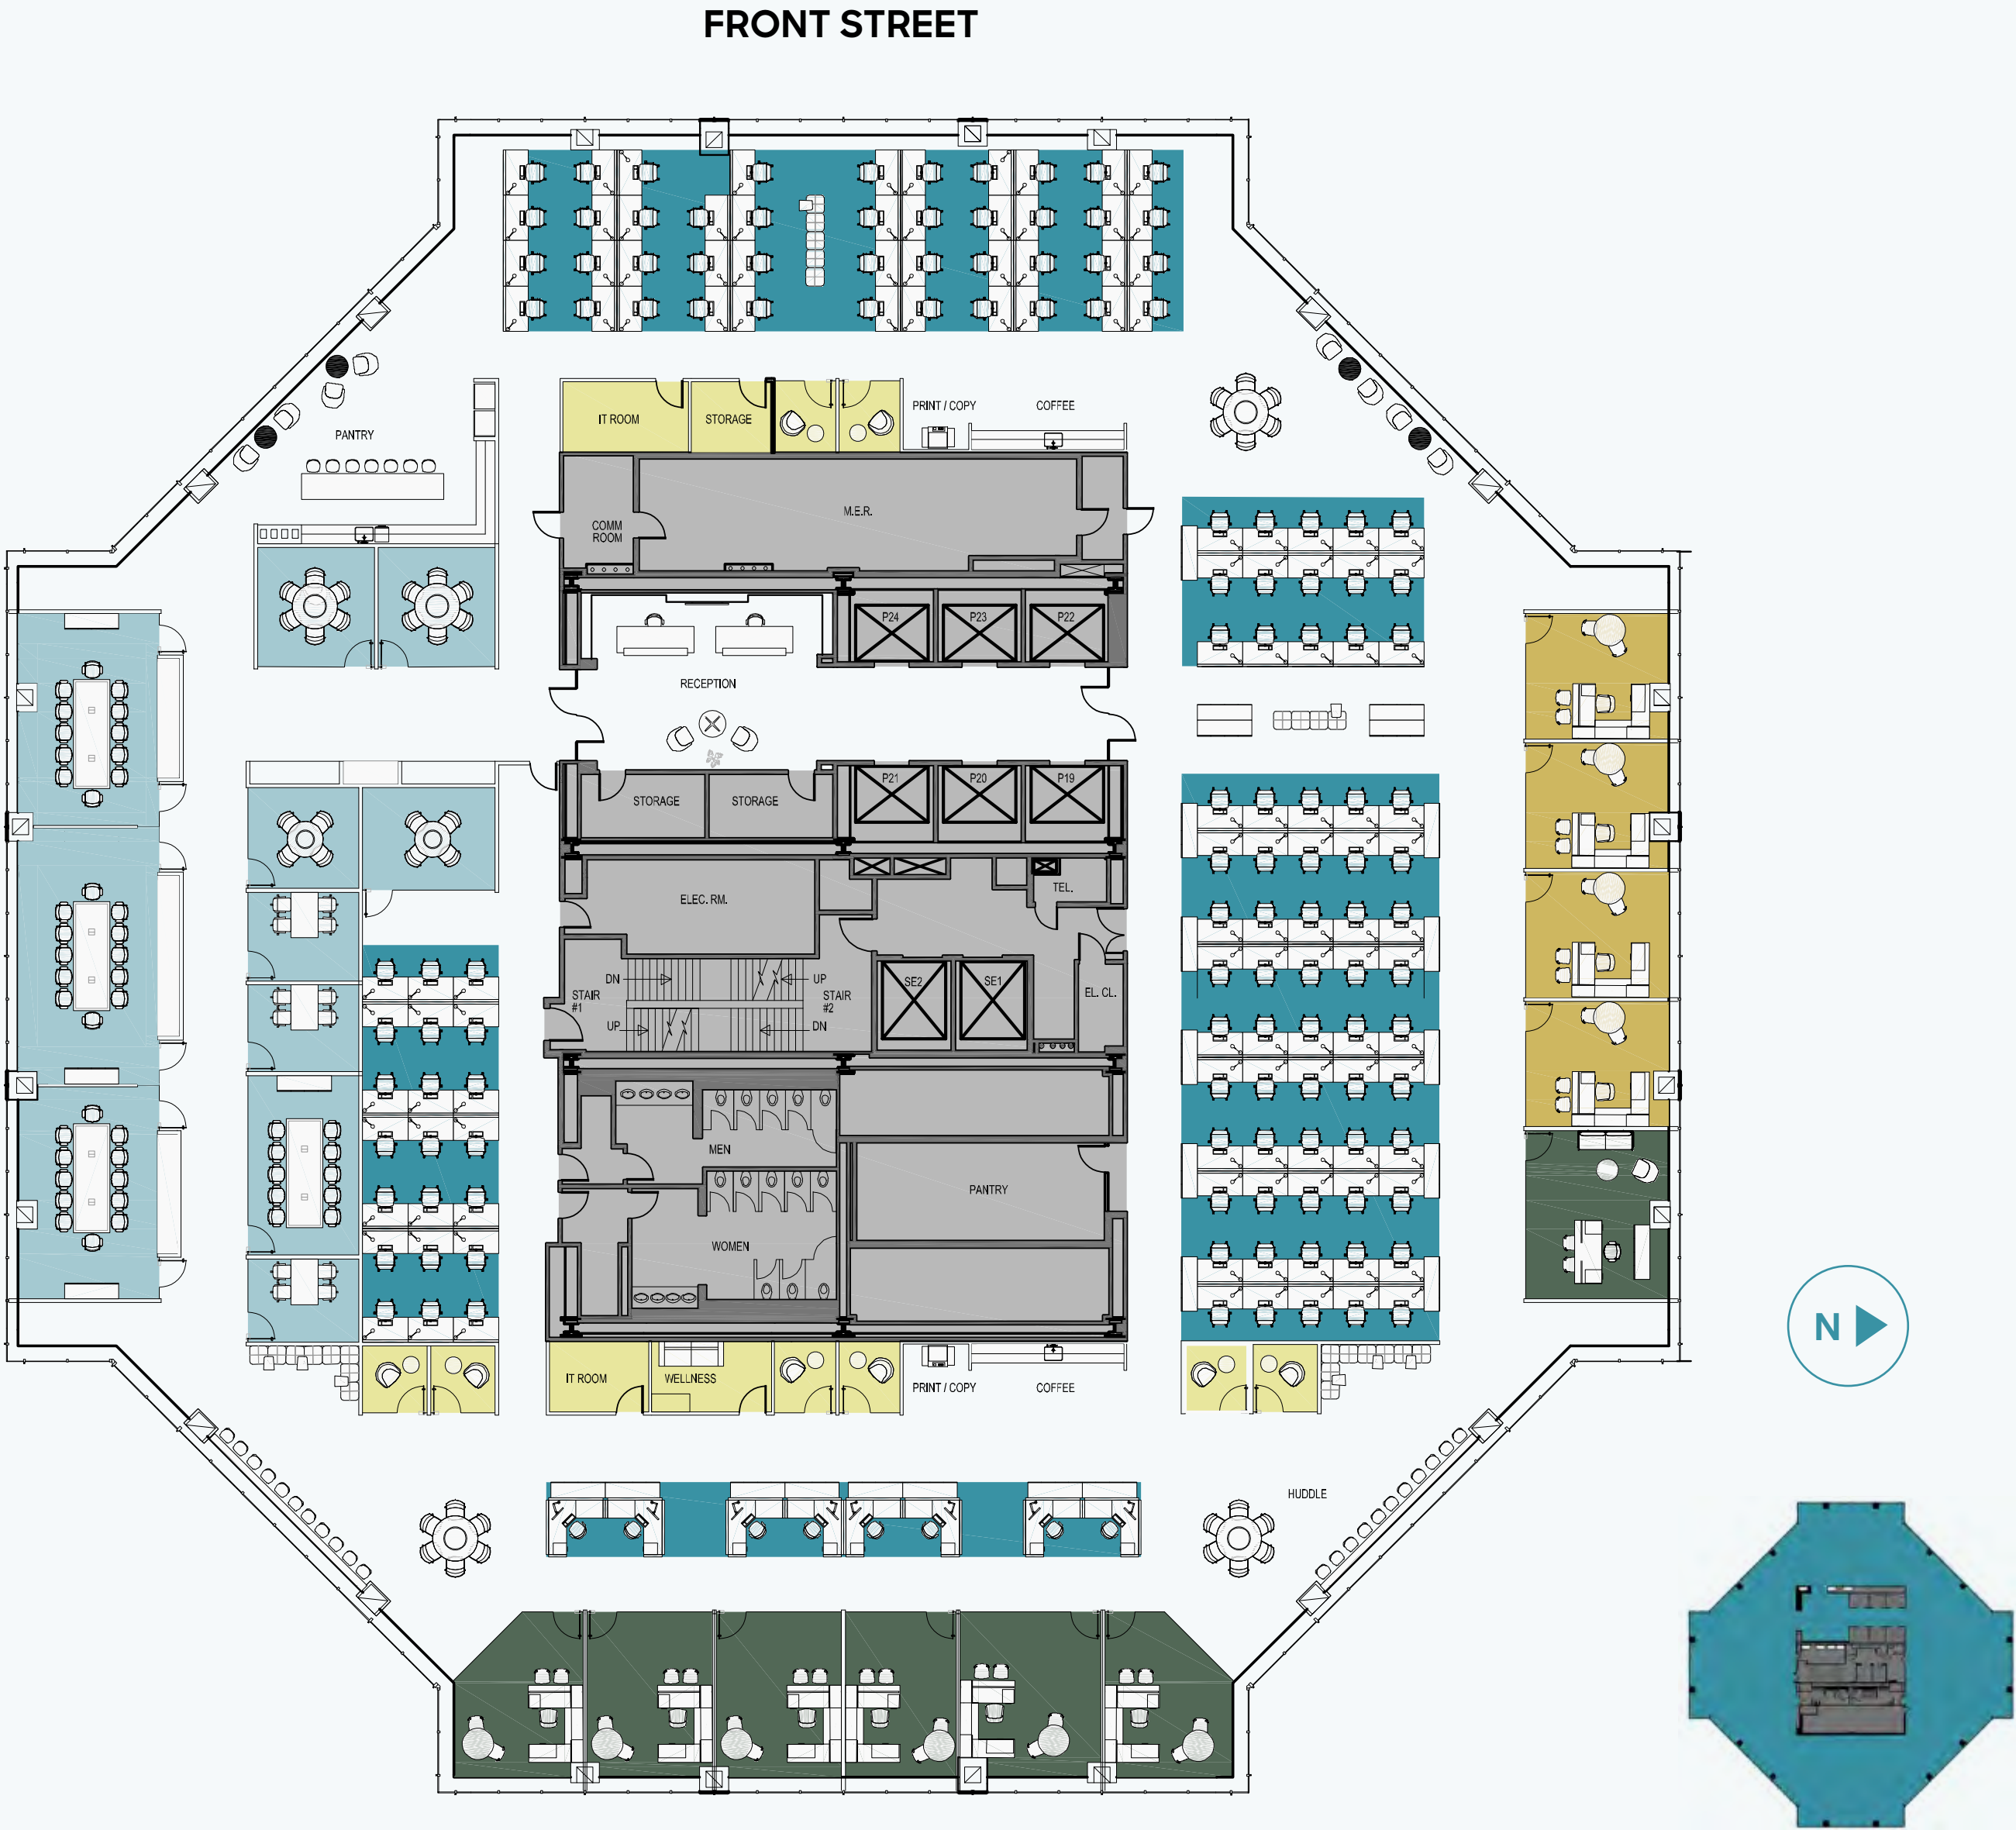 FRONT STREET
IT ROOM
STORAGE
PRINT / COPY
COFFEE
PANTRY
COMM
ROOM
M.E.R.
P24
P23
P22
RECEPTION
STORAGE
STORAGE
P21
P20
P19
ELEC. RM.
TEL.
DN
UP
STAIR
#1
STAIR
#2
UP
DN
SE2
SE1
EL. CL.
MEN
PANTRY
WOMEN
N
IT ROOM
WELLNESS
PRINT / COPY
COFFEE
HUDDLE